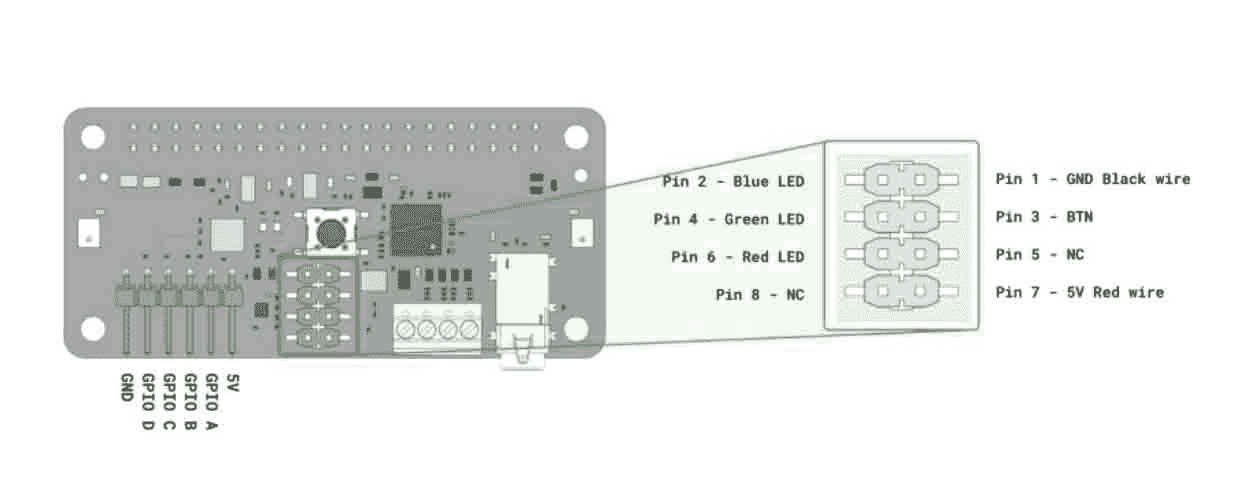 Pin 2 - Blue LED
Pin 1 - GND Black wire
Pin 4 - Green LED
Pin 3 - BTN
Pin 6 - Red LED
Pin 5 - NC
Pin 8 - NC
Pin 7 - 5V Red wire
GND
GPIO D
GPIO C
GPIO B
GPIO A
5V